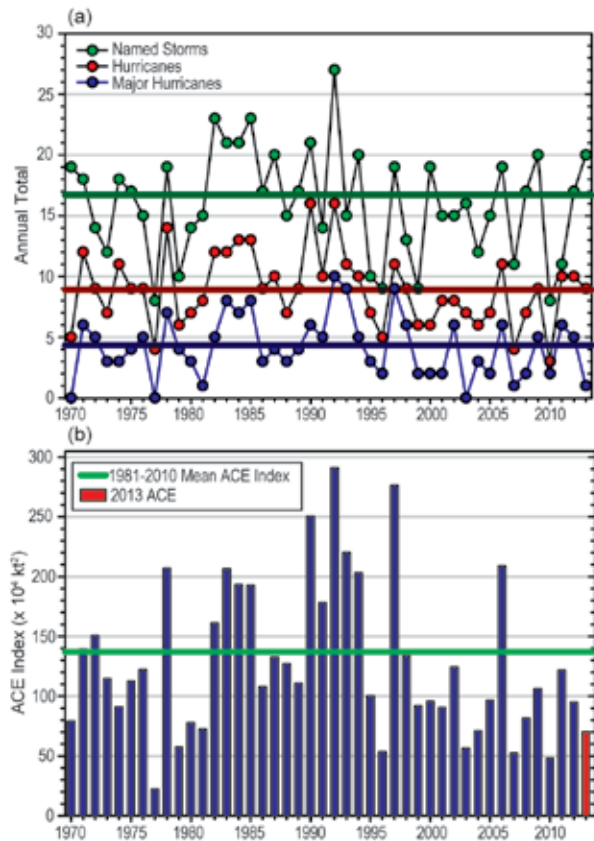 (a)
30
25
20
15
10
5
0
Annual Total
Named Storms
Hurricanes
Major Hurricanes
1970 1975 1980 1985 1990 1995 2000 2005 2010
(b)
300
250
200
150
100
50
0
ACE Index (x 10⁴ kt²)
1981-2010 Mean ACE Index
2013 ACE
1970 1975 1980 1985 1990 1995 2000 2005 2010